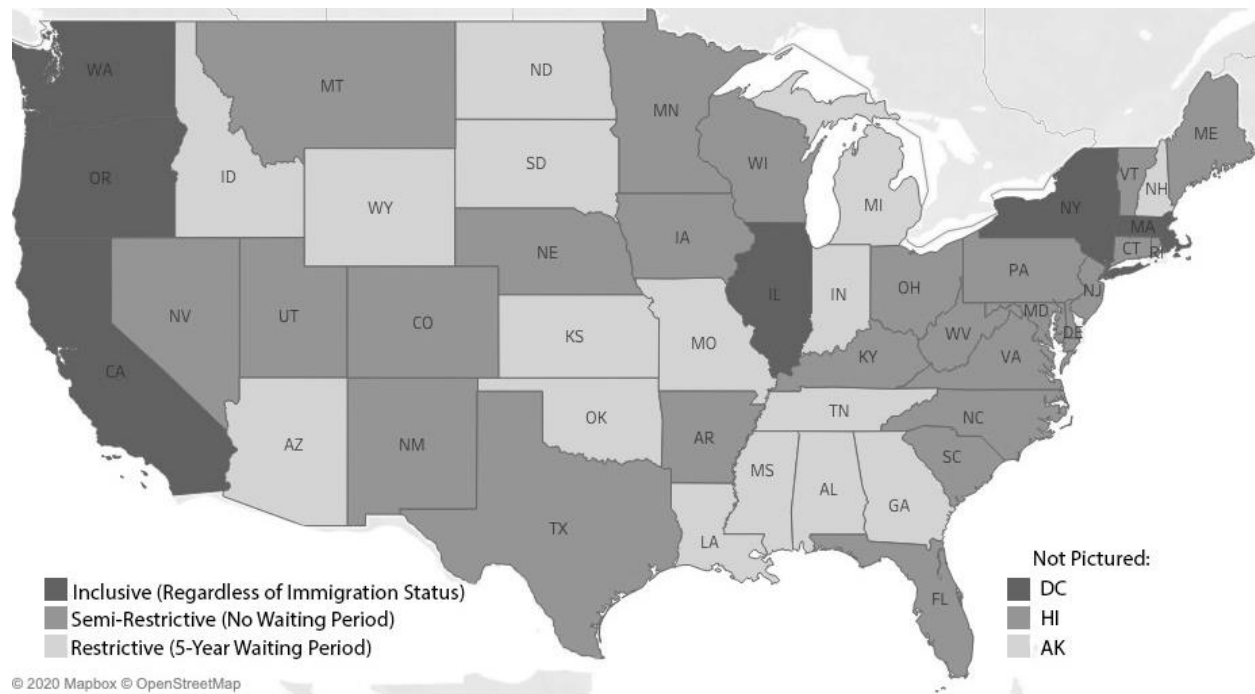 WA
MT
ND
MN
ME
OR
ID
SD
WI
VT
NH
WY
MI
NY
MA
CT
RI
NE
IA
PA
NV
UT
CO
IL
IN
OH
NJ
MD
DE
WV
KS
MO
KY
VA
CA
AZ
NM
OK
AR
TN
NC
SC
MS
AL
GA
TX
LA
FL
Inclusive (Regardless of Immigration Status)
Semi-Restrictive (No Waiting Period)
Restrictive (5-Year Waiting Period)
Not Pictured:
DC
HI
AK
© 2020 Mapbox © OpenStreetMap